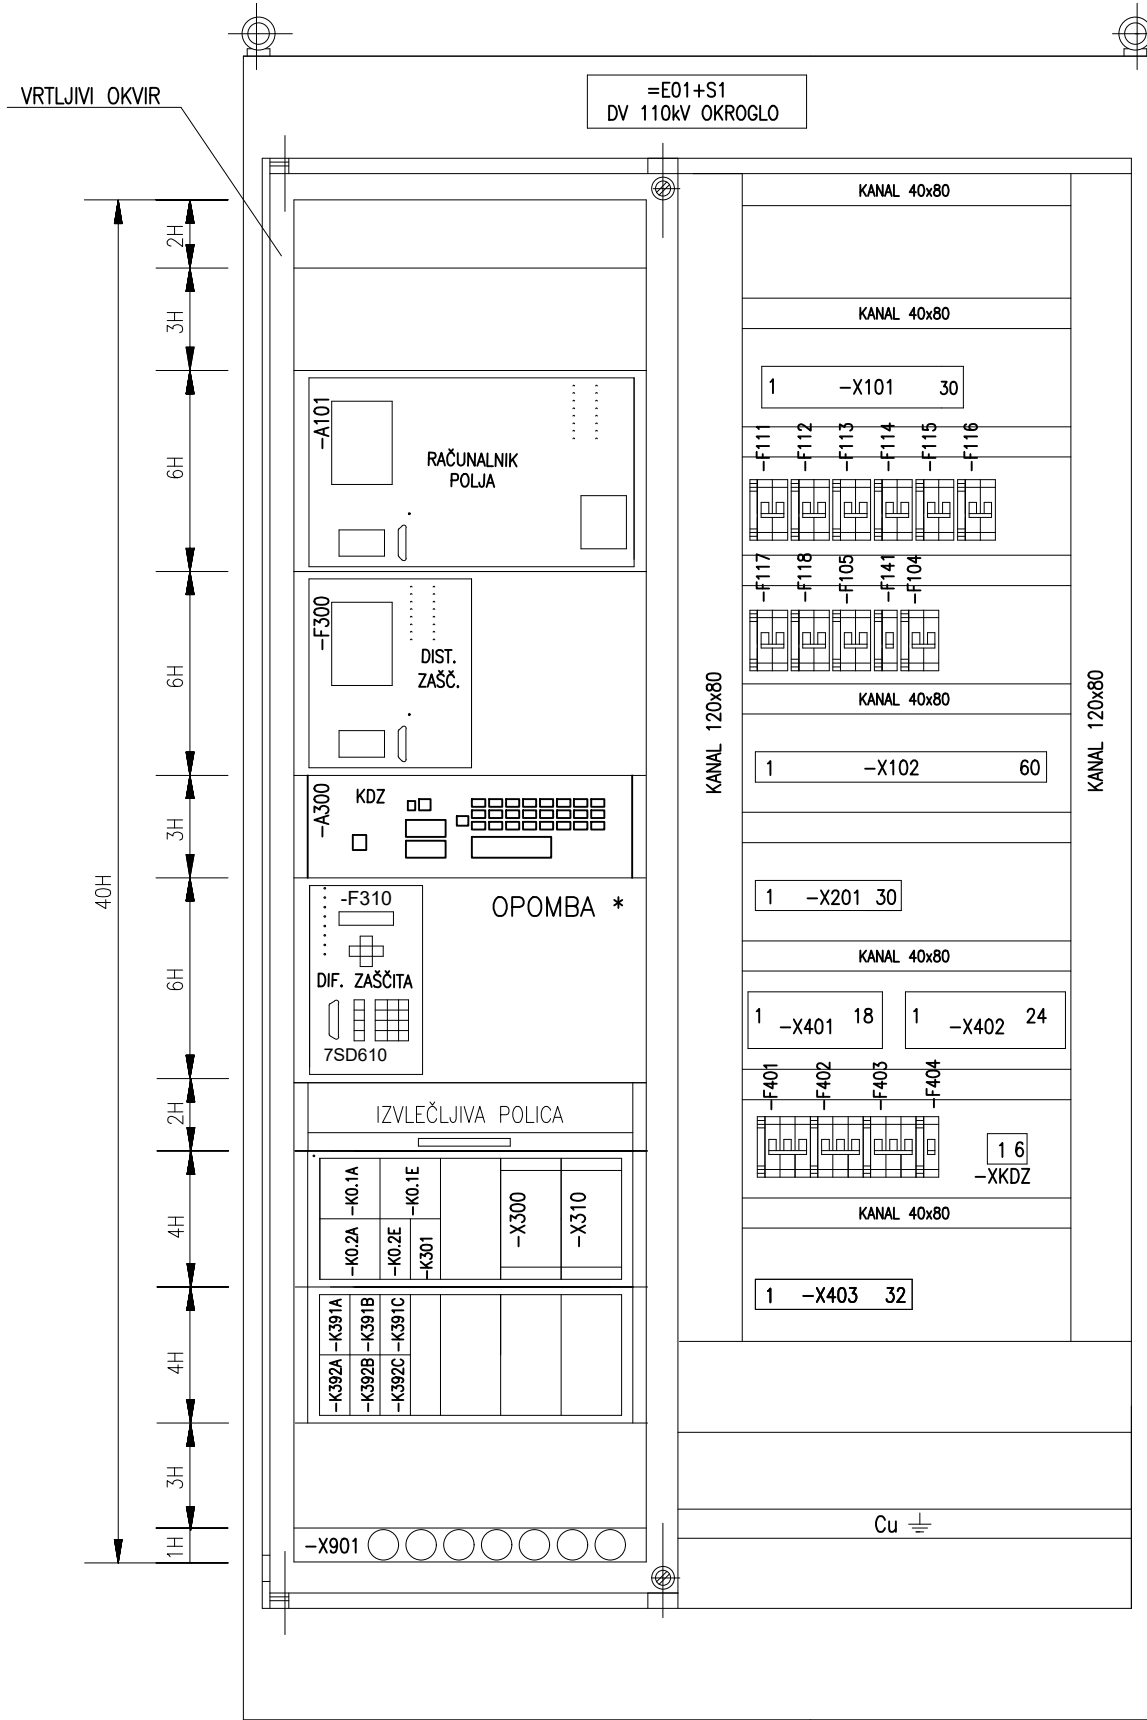 VRTLJIVI OKVIR
=E01+S1
DV 110kV OKROGLO
40H
2H
3H
6H
6H
3H
6H
2H
4H
4H
3H
1H
-A101
RAČUNALNIK
POLJA
-F300
DIST.
ZAŠČ.
-A300
KDZ
-F310
OPOMBA *
DIF. ZAŠČITA
7SD610
IZVLEČLJIVA POLICA
-K0.1A
-K0.1E
-K0.2A
-K0.2E
-K301
-X300
-X310
-K391A
-K391B
-K391C
-K392A
-K392B
-K392C
-X901
KANAL 120x80
KANAL 40x80
KANAL 40x80
1 -X101 30
-F111
-F112
-F113
-F114
-F115
-F116
-F117
-F118
-F105
-F141
-F104
KANAL 40x80
1 -X102 60
1 -X201 30
KANAL 40x80
1 -X401 18
1 -X402 24
-F401
-F402
-F403
-F404
1 6
-XKDZ
KANAL 40x80
1 -X403 32
KANAL 120x80
Cu